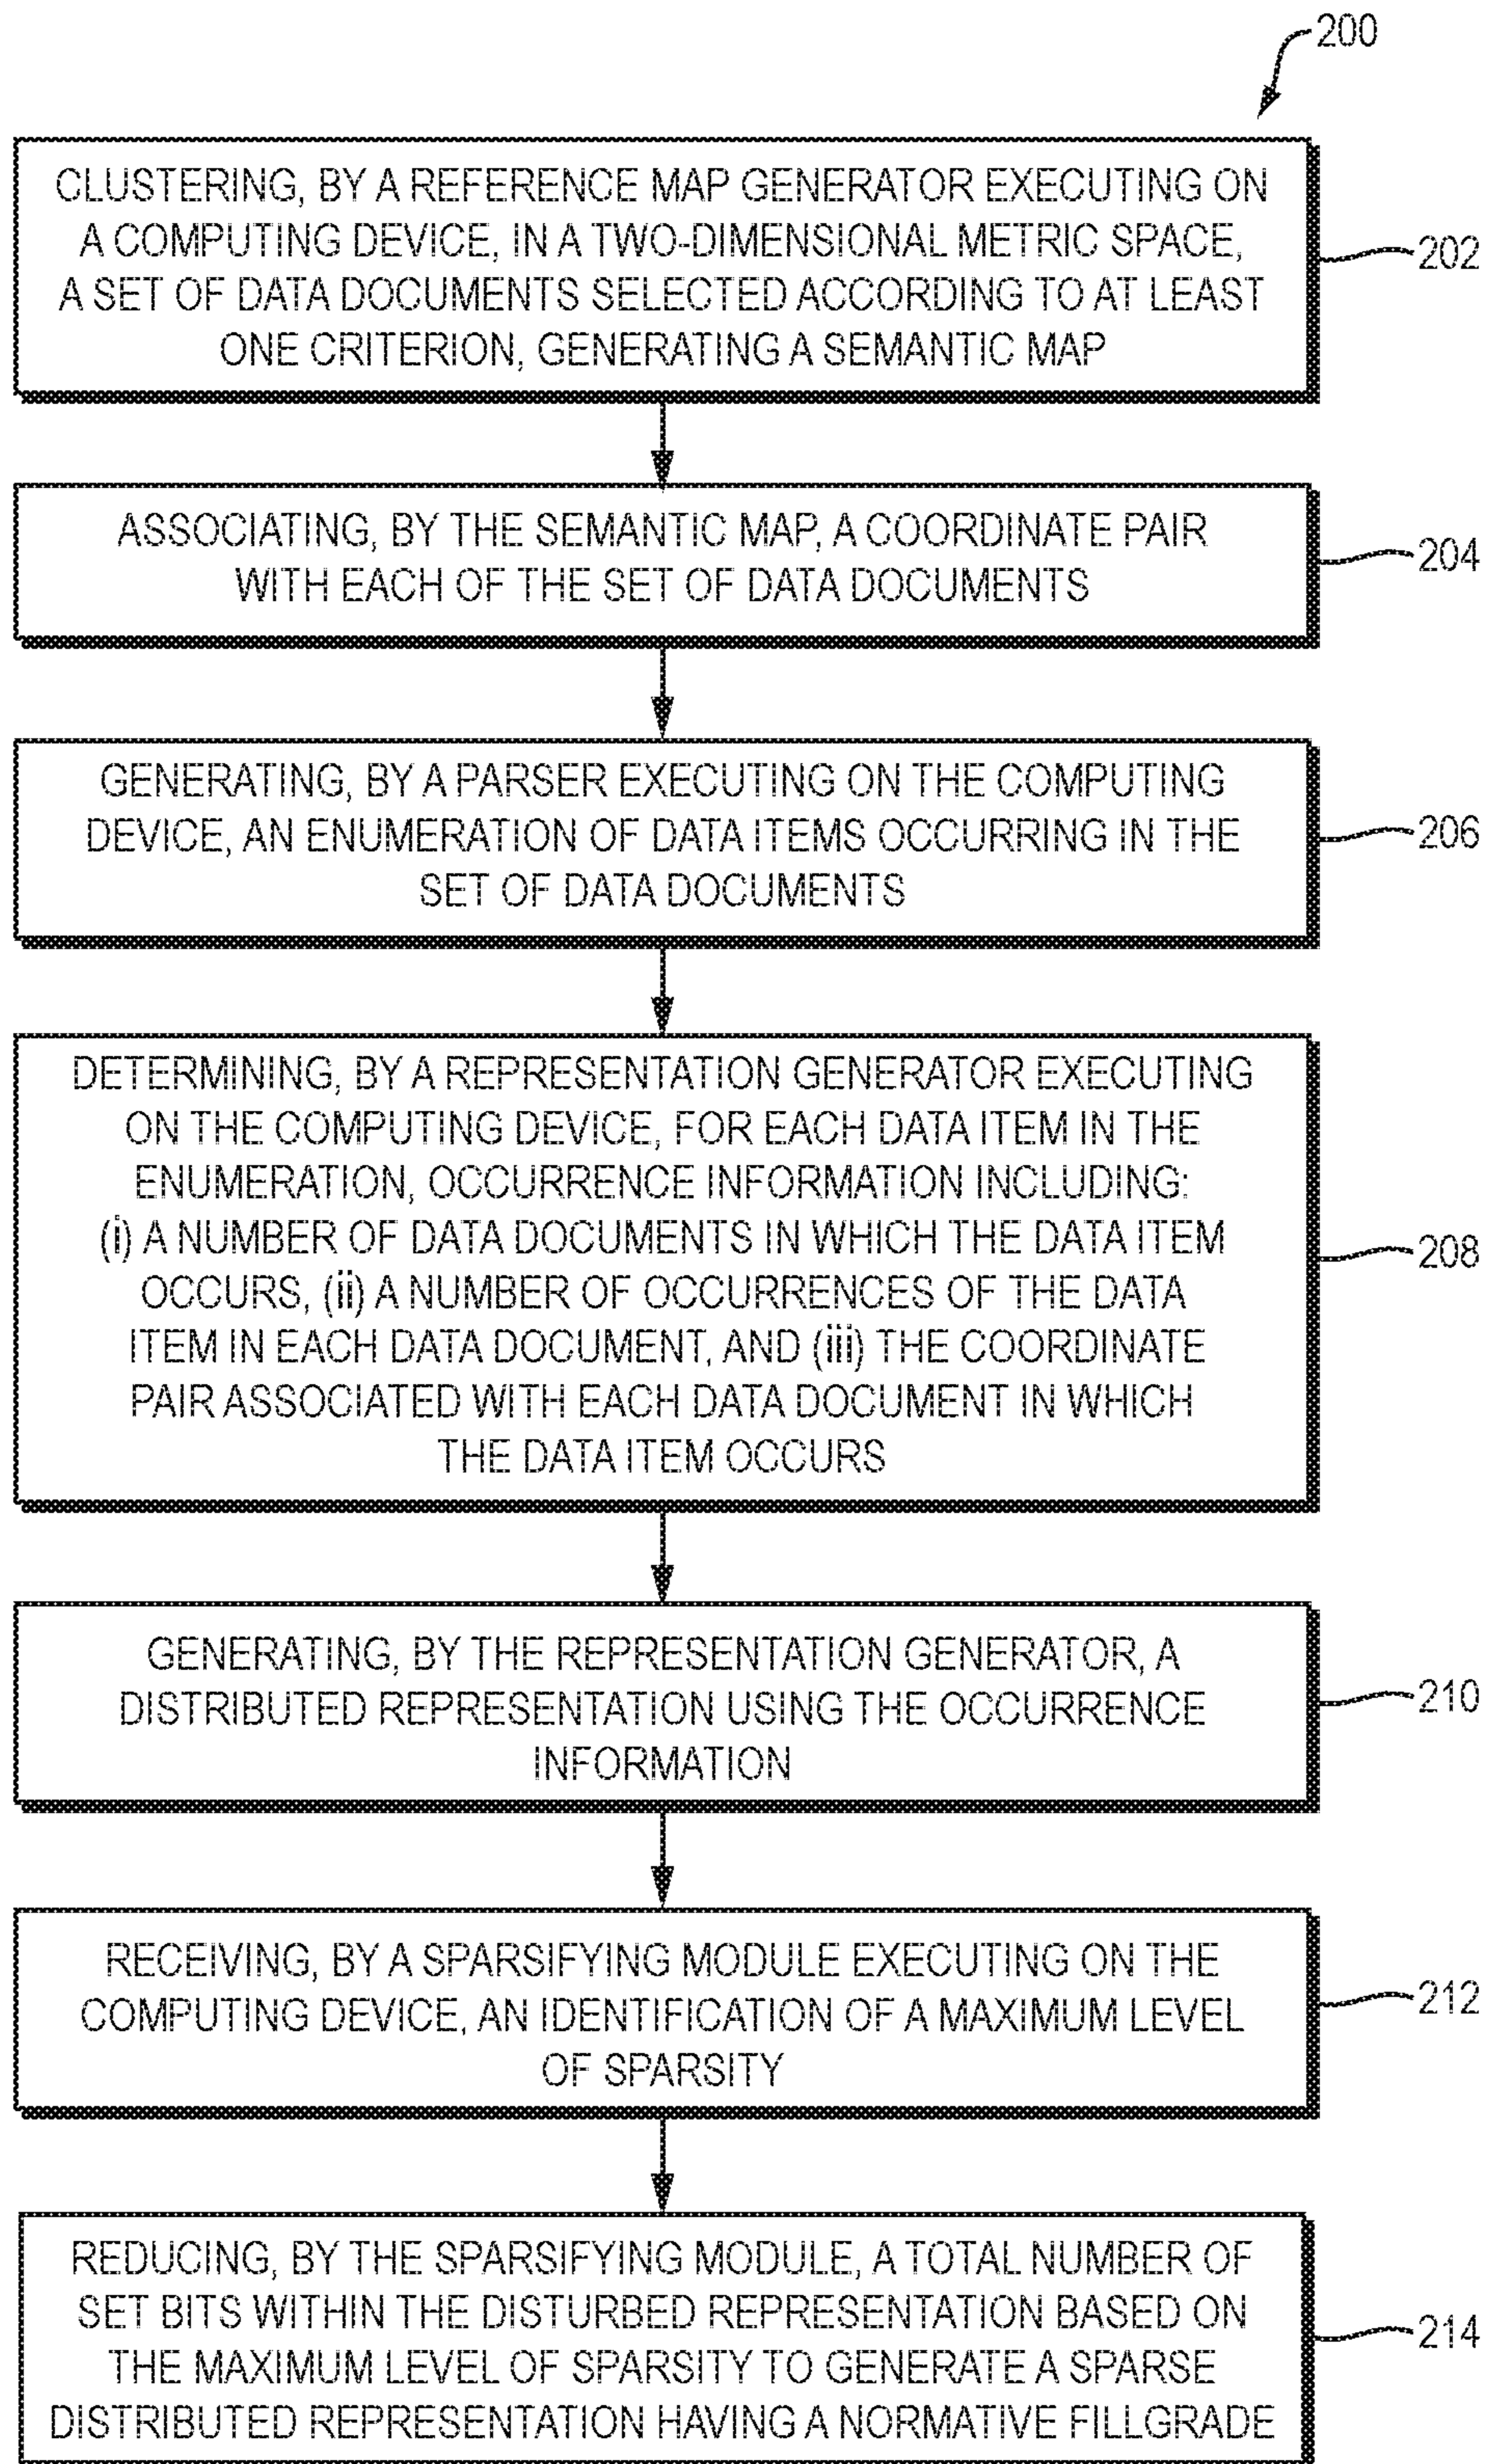 200
CLUSTERING, BY A REFERENCE MAP GENERATOR EXECUTING ON
A COMPUTING DEVICE, IN A TWO-DIMENSIONAL METRIC SPACE,
A SET OF DATA DOCUMENTS SELECTED ACCORDING TO AT LEAST
ONE CRITERION, GENERATING A SEMANTIC MAP
202
ASSOCIATING, BY THE SEMANTIC MAP, A COORDINATE PAIR
WITH EACH OF THE SET OF DATA DOCUMENTS
204
GENERATING, BY A PARSER EXECUTING ON THE COMPUTING
DEVICE, AN ENUMERATION OF DATA ITEMS OCCURRING IN THE
SET OF DATA DOCUMENTS
206
DETERMINING, BY A REPRESENTATION GENERATOR EXECUTING
ON THE COMPUTING DEVICE, FOR EACH DATA ITEM IN THE
ENUMERATION, OCCURRENCE INFORMATION INCLUDING:
(i) A NUMBER OF DATA DOCUMENTS IN WHICH THE DATA ITEM
OCCURS, (ii) A NUMBER OF OCCURRENCES OF THE DATA
ITEM IN EACH DATA DOCUMENT, AND (iii) THE COORDINATE
PAIR ASSOCIATED WITH EACH DATA DOCUMENT IN WHICH
THE DATA ITEM OCCURS
208
GENERATING, BY THE REPRESENTATION GENERATOR, A
DISTRIBUTED REPRESENTATION USING THE OCCURRENCE
INFORMATION
210
RECEIVING, BY A SPARSIFYING MODULE EXECUTING ON THE
COMPUTING DEVICE, AN IDENTIFICATION OF A MAXIMUM LEVEL
OF SPARSITY
212
REDUCING, BY THE SPARSIFYING MODULE, A TOTAL NUMBER OF
SET BITS WITHIN THE DISTURBED REPRESENTATION BASED ON
THE MAXIMUM LEVEL OF SPARSITY TO GENERATE A SPARSE
DISTRIBUTED REPRESENTATION HAVING A NORMATIVE FILLGRADE
214